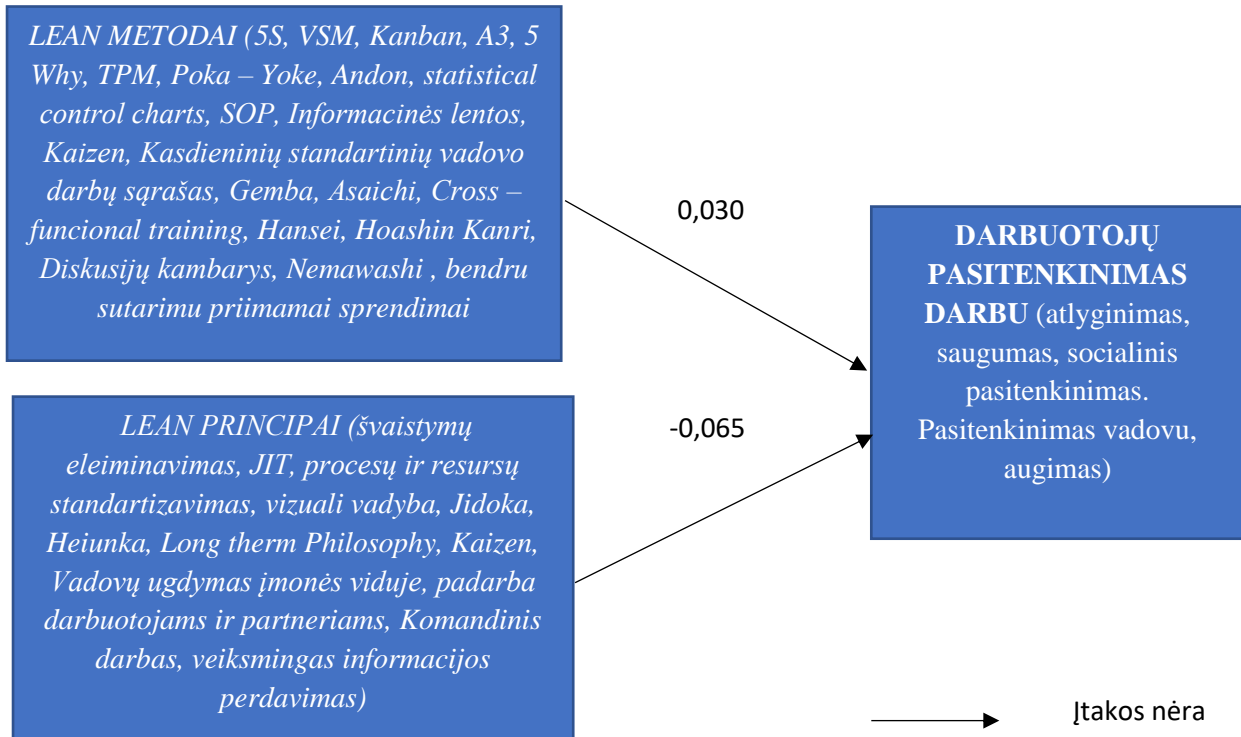 LEAN METODAI (5S, VSM, Kanban, A3, 5
Why, TPM, Poka – Yoke, Andon, statistical
control charts, SOP, Informacinės lentos,
Kaizen, Kasdieninių standartinių vadovo
darbų sąrašas, Gemba, Asaichi, Cross –
funcional training, Hansei, Hoashin Kanri,
Diskusijų kambarys, Nemawashi , bendru
sutarimu priimamai sprendimai
0,030
DARBUOTOJŲ
PASITENKINIMAS
DARBU (atlyginimas,
saugumas, socialinis
pasitenkinimas.
Pasitenkinimas vadovu,
augimas)
LEAN PRINCIPAI (švaistymų
eleiminavimas, JIT, procesų ir resursų
standartizavimas, vizuali vadyba, Jidoka,
Heiunka, Long therm Philosophy, Kaizen,
Vadovų ugdymas įmonės viduje, padarba
darbuotojams ir partneriams, Komandinis
darbas, veiksmingas informacijos
perdavimas)
-0,065
Įtakos nėra